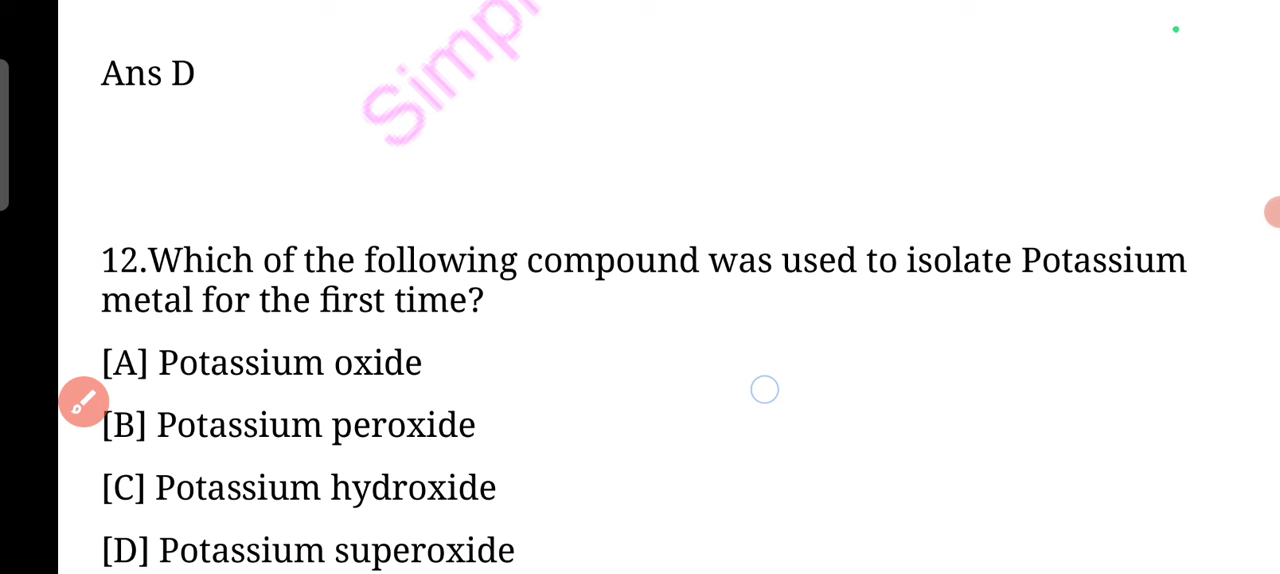 Simpl
Ans D
12.Which of the following compound was used to isolate Potassium
metal for the first time?
[A] Potassium oxide
[B] Potassium peroxide
[C] Potassium hydroxide
[D] Potassium superoxide